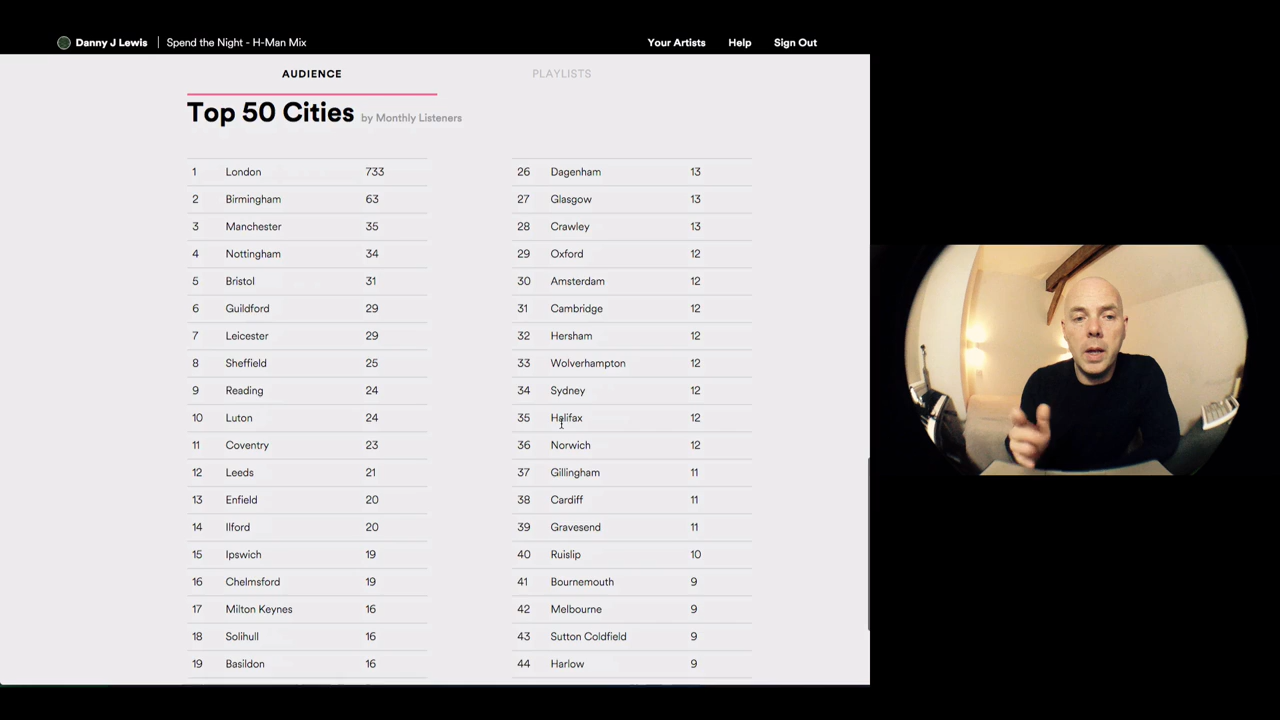 Danny J Lewis Spend the Night - H-Man Mix Your Artists Help Sign Out
AUDIENCE PLAYLISTS
Top 50 Cities by Monthly Listeners
1 London 733
2 Birmingham 63
3 Manchester 35
4 Nottingham 34
5 Bristol 31
6 Guildford 29
7 Leicester 29
8 Sheffield 25
9 Reading 24
10 Luton 24
11 Coventry 23
12 Leeds 21
13 Enfield 20
14 Ilford 20
15 Ipswich 19
16 Chelmsford 19
17 Milton Keynes 16
18 Solihull 16
19 Basildon 16
26 Dagenham 13
27 Glasgow 13
28 Crawley 13
29 Oxford 12
30 Amsterdam 12
31 Cambridge 12
32 Hersham 12
33 Wolverhampton 12
34 Sydney 12
35 Halifax 12
36 Norwich 12
37 Gillingham 11
38 Cardiff 11
39 Gravesend 11
40 Ruislip 10
41 Bournemouth 9
42 Melbourne 9
43 Sutton Coldfield 9
44 Harlow 9